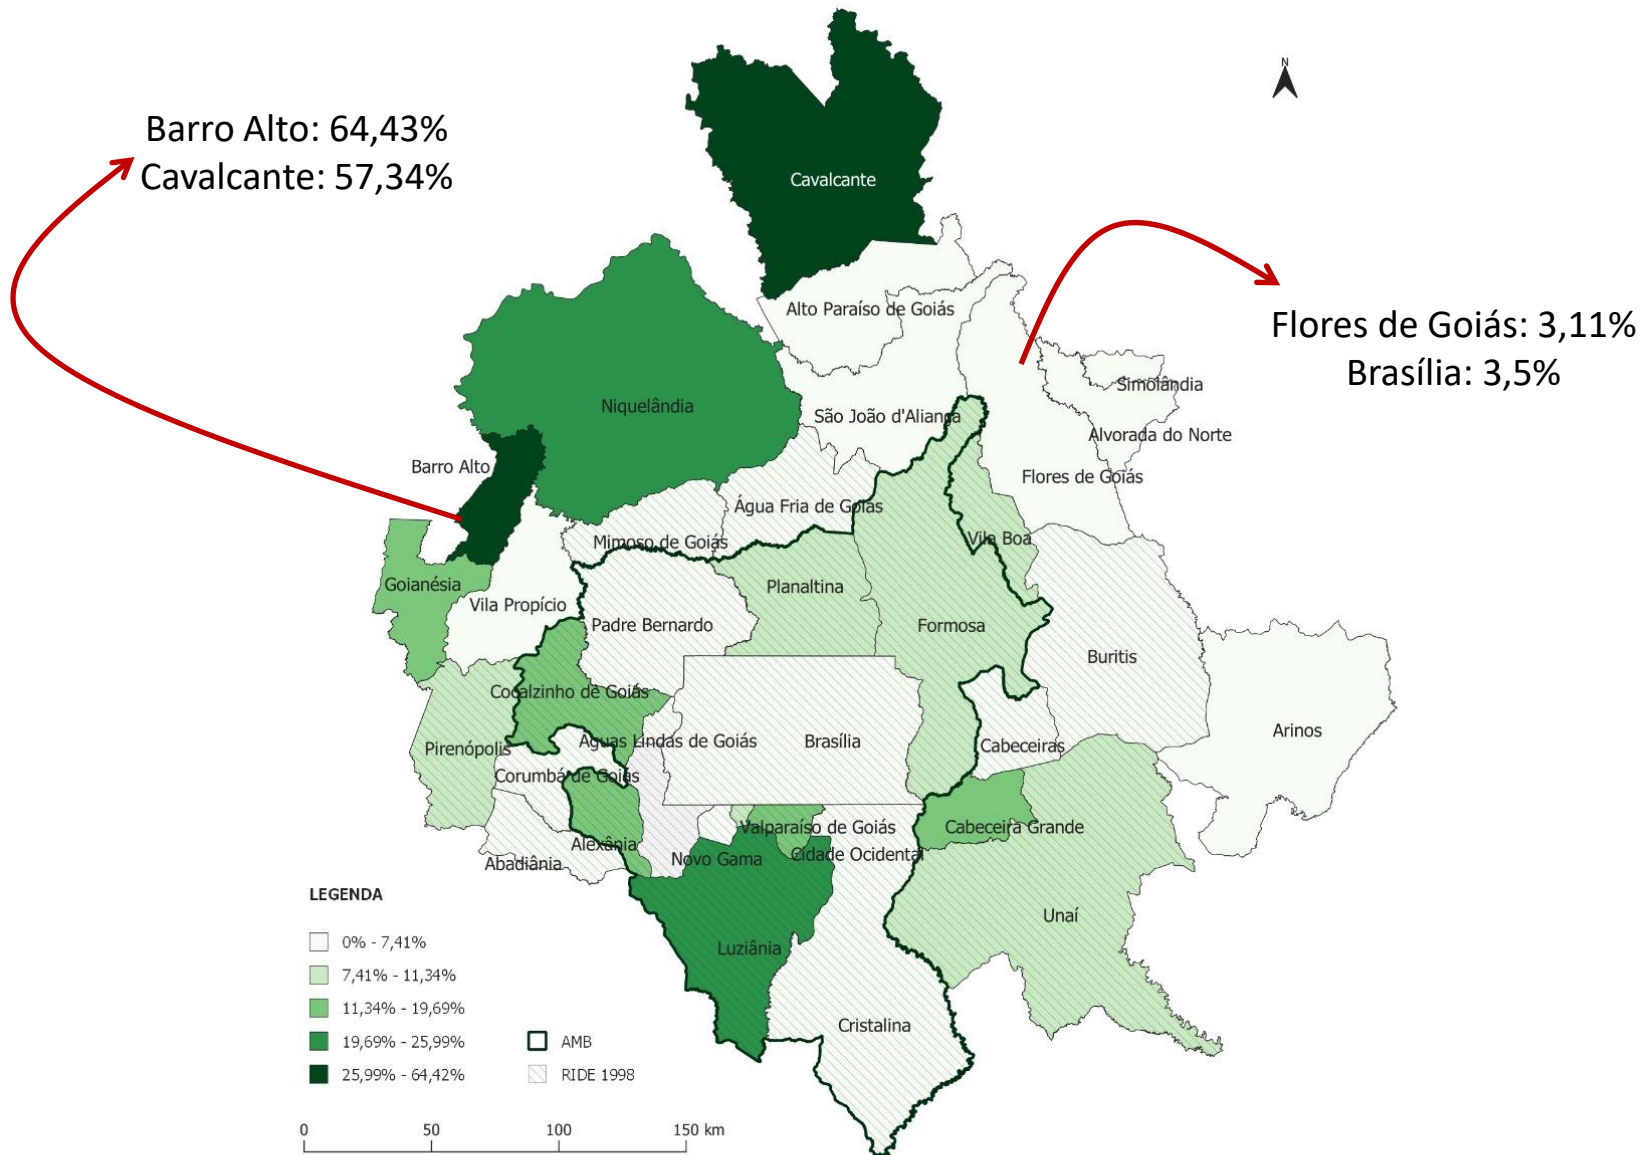 N
Barro Alto: 64,43%
Cavalcante: 57,34%
Cavalcante
Alto Paraíso de Goiás
Flores de Goiás: 3,11%
Brasília: 3,5%
Simolândia
Niquelândia
São João d'Aliança
Alvorada do Norte
Barro Alto
Flores de Goiás
Água Fria de Goiás
Mimoso de Goiás
Vila Boa
Goianésia
Planaltina
Vila Propício
Padre Bernardo
Formosa
Buritis
Cocalzinho de Goiás
Arinos
Pirenópolis
Águas Lindas de Goiás
Brasília
Cabeceiras
Corumbá de Goiás
Valparaíso de Goiás
Cabeceira Grande
Alexânia
Cidade Ocidental
Abadiânia
Novo Gama
Unaí
Luziânia
Cristalina
LEGENDA
0% - 7,41%
7,41% - 11,34%
11,34% - 19,69%
19,69% - 25,99%
25,99% - 64,42%
AMB
RIDE 1998
0 50 100 150 km